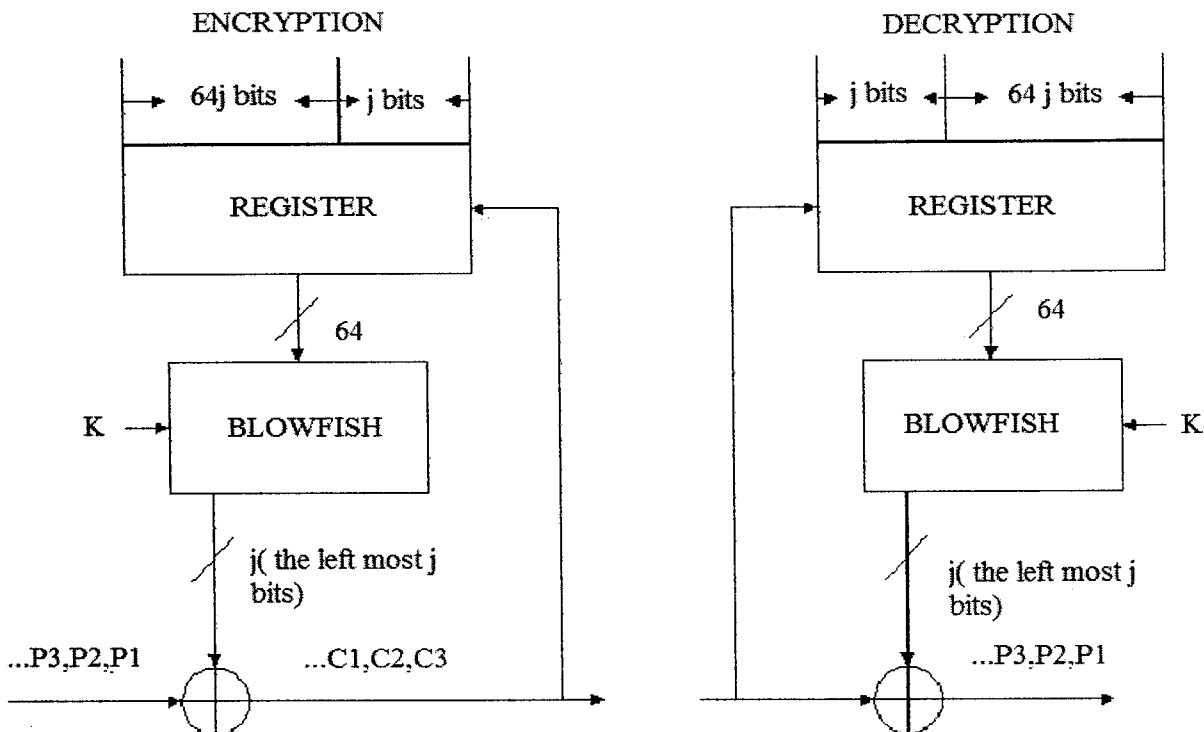 ENCRYPTION
64j bits
j bits
REGISTER
64
K
BLOWFISH
j( the left most j
bits)
...P3,P2,P1
...C1,C2,C3
DECRYPTION
j bits
64 j bits
REGISTER
64
BLOWFISH
K
j( the left most j
bits)
...P3,P2,P1